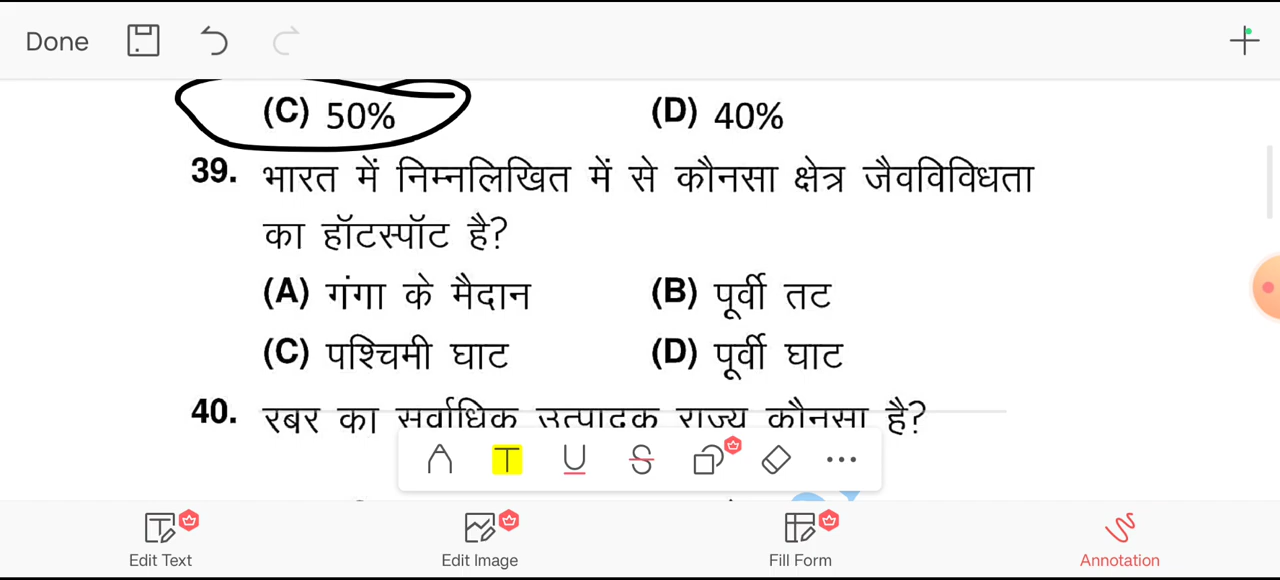 Done
(C) 50% (D) 40%
39. भारत में निम्नलिखित में से कौनसा क्षेत्र जैवविविधता
का हॉटस्पॉट है?
(A) गंगा के मैदान (B) पूर्वी तट
(C) पश्चिमी घाट (D) पूर्वी घाट
40. रबर का सर्वाधिक उत्पादक राज्य कौनसा है?
Edit Text Edit Image Fill Form Annotation